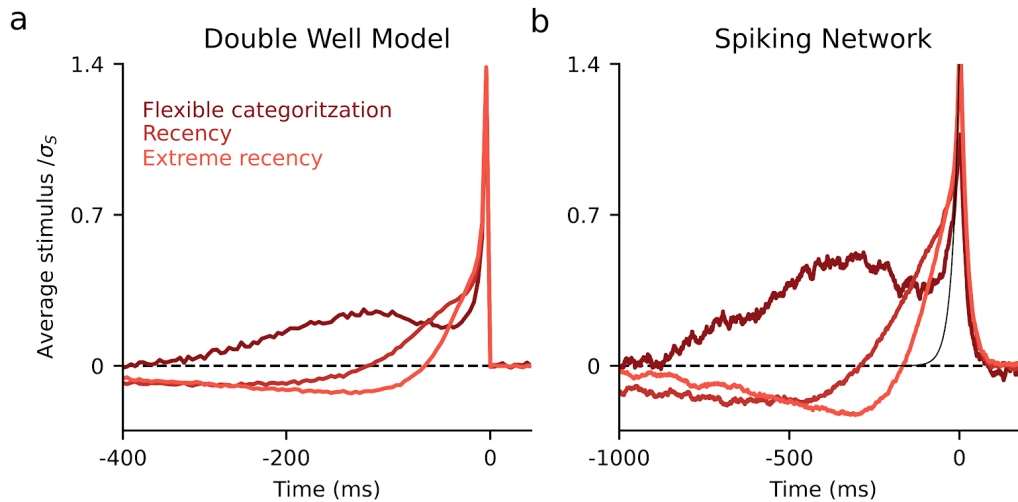 a
Double Well Model
1.4
0.7
0
Average stimulus /σS
Flexible categoritzation
Recency
Extreme recency
-400
-200
0
Time (ms)
b
Spiking Network
1.4
0.7
0
-1000
-500
0
Time (ms)